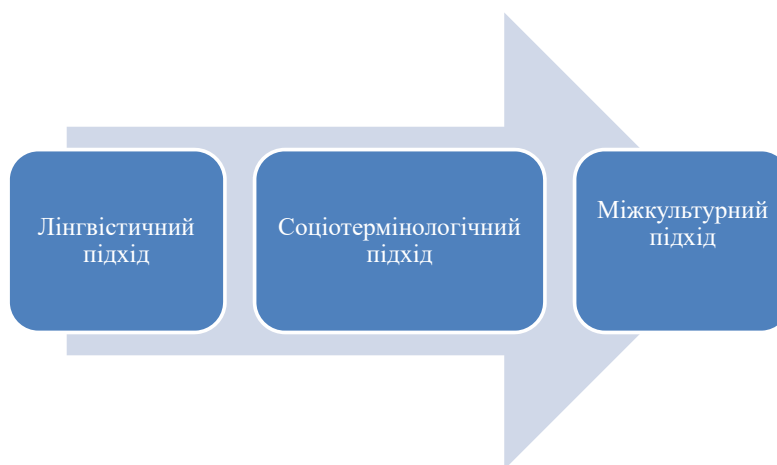 Лінгвістичний
підхід
Соціотермінологічний
підхід
Міжкультурний
підхід